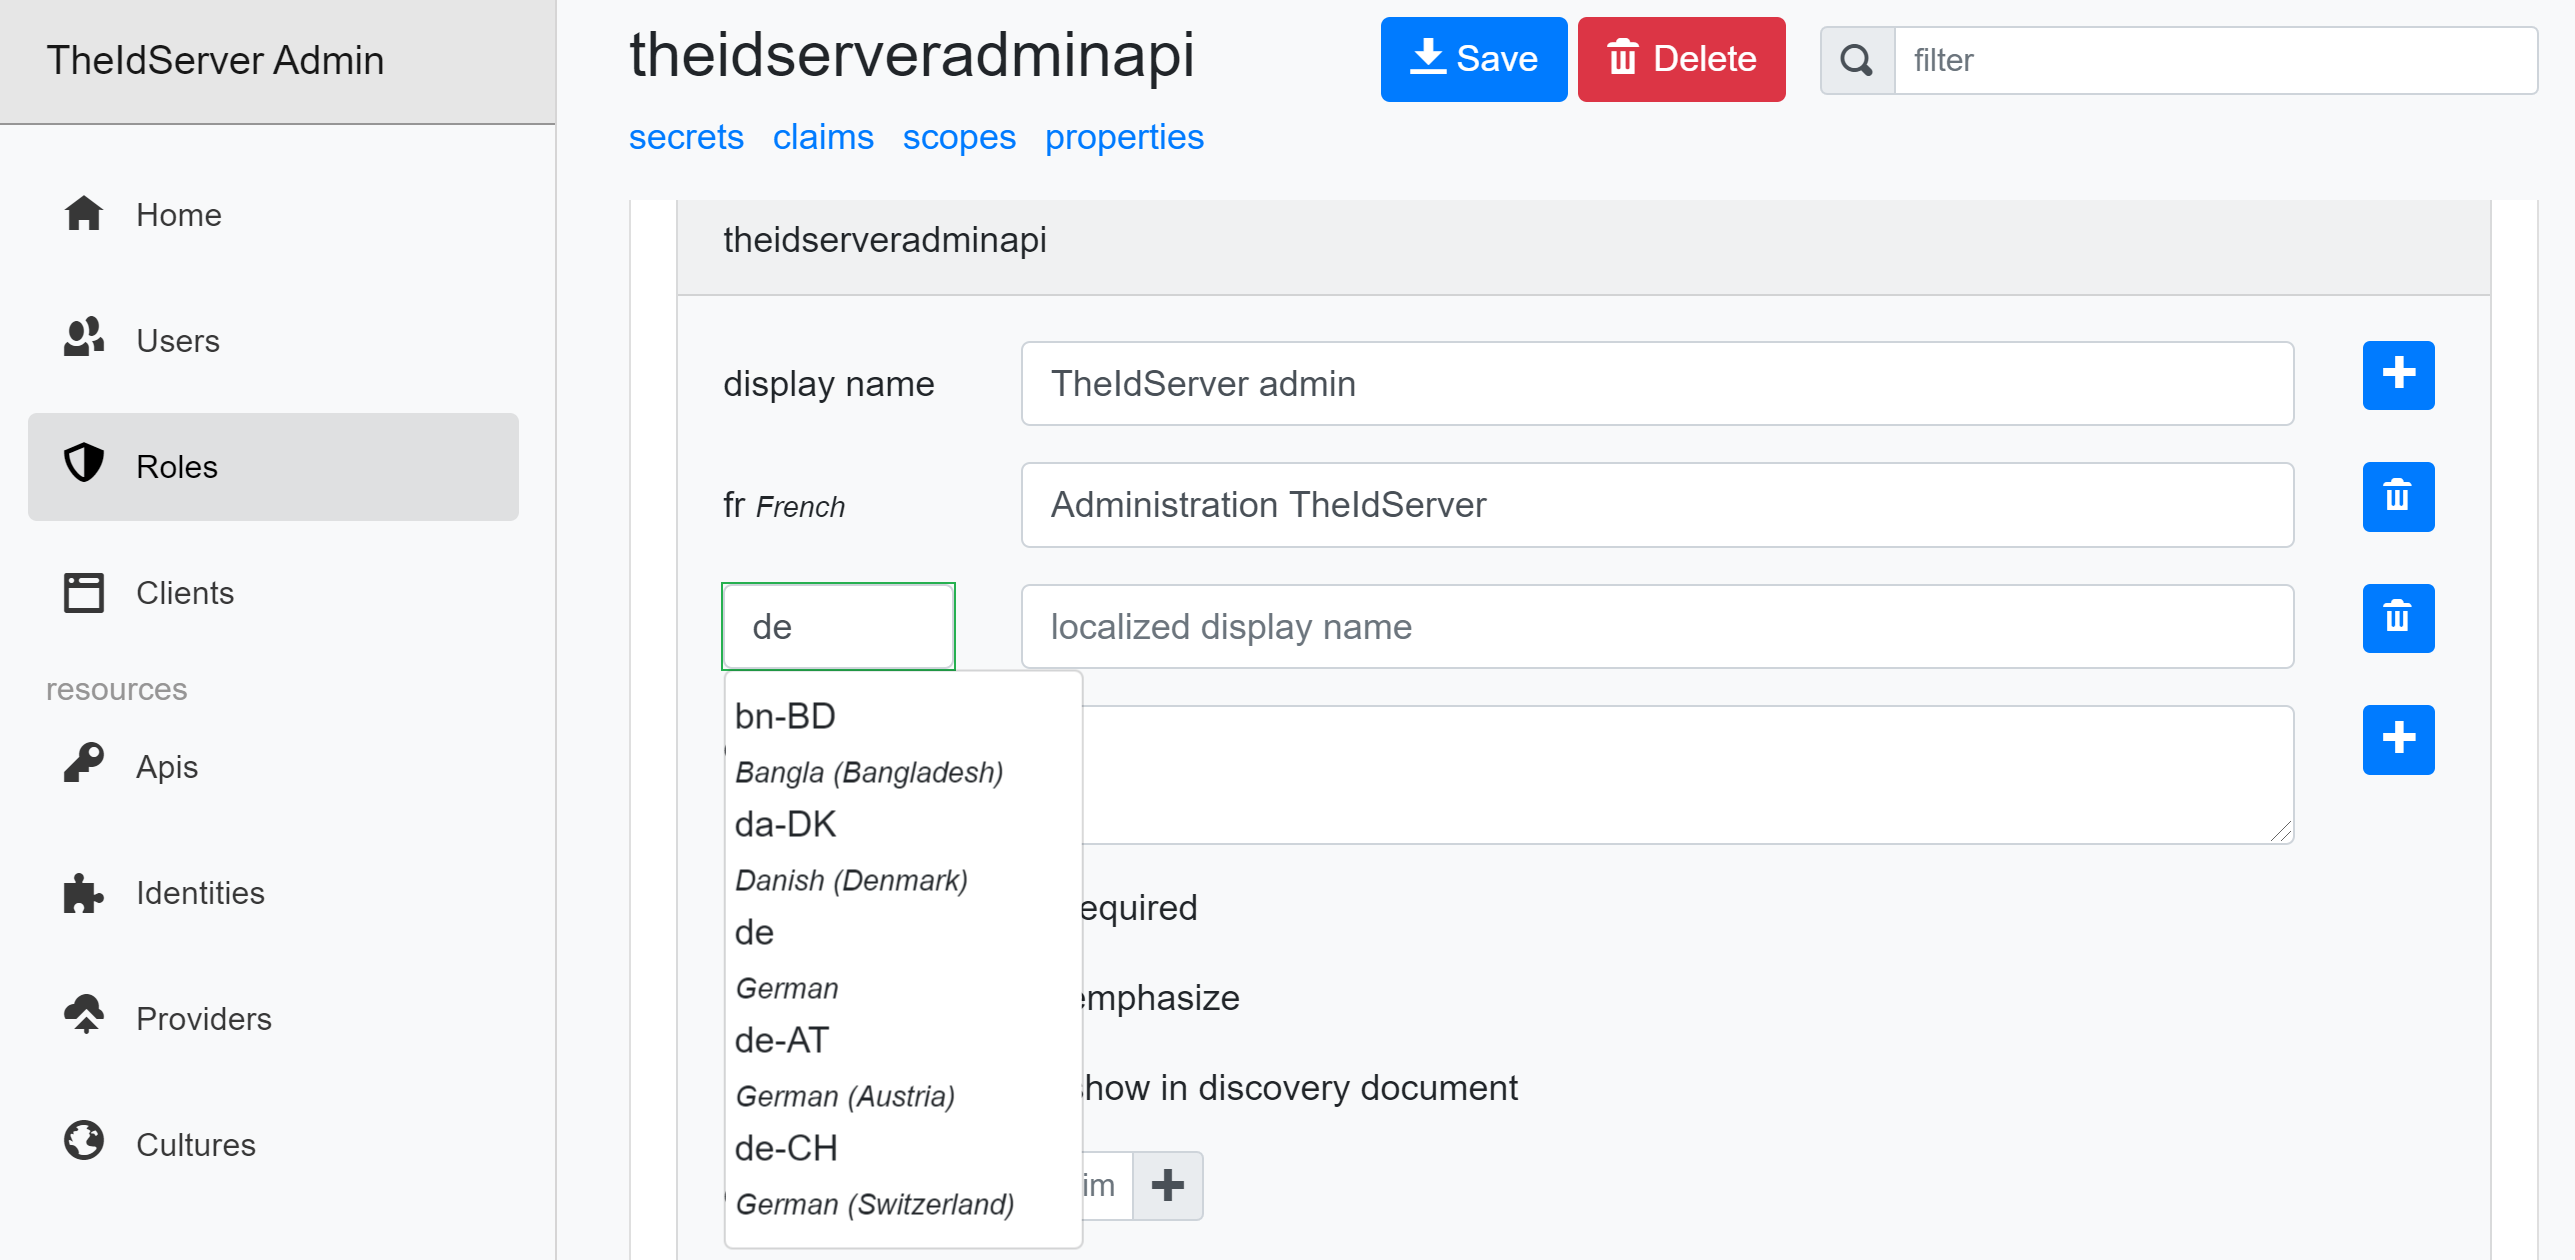 TheIdServer Admin
Home
Users
Roles
Clients
resources
Apis
Identities
Providers
Cultures
theidserveradminapi
Save
Delete
filter
secrets claims scopes properties
theidserveradminapi
display name
TheIdServer admin
fr French
Administration TheIdServer
de
localized display name
bn-BD
Bangla (Bangladesh)
da-DK
Danish (Denmark)
de
German
de-AT
German (Austria)
de-CH
German (Switzerland)
equired
emphasize
show in discovery document
im